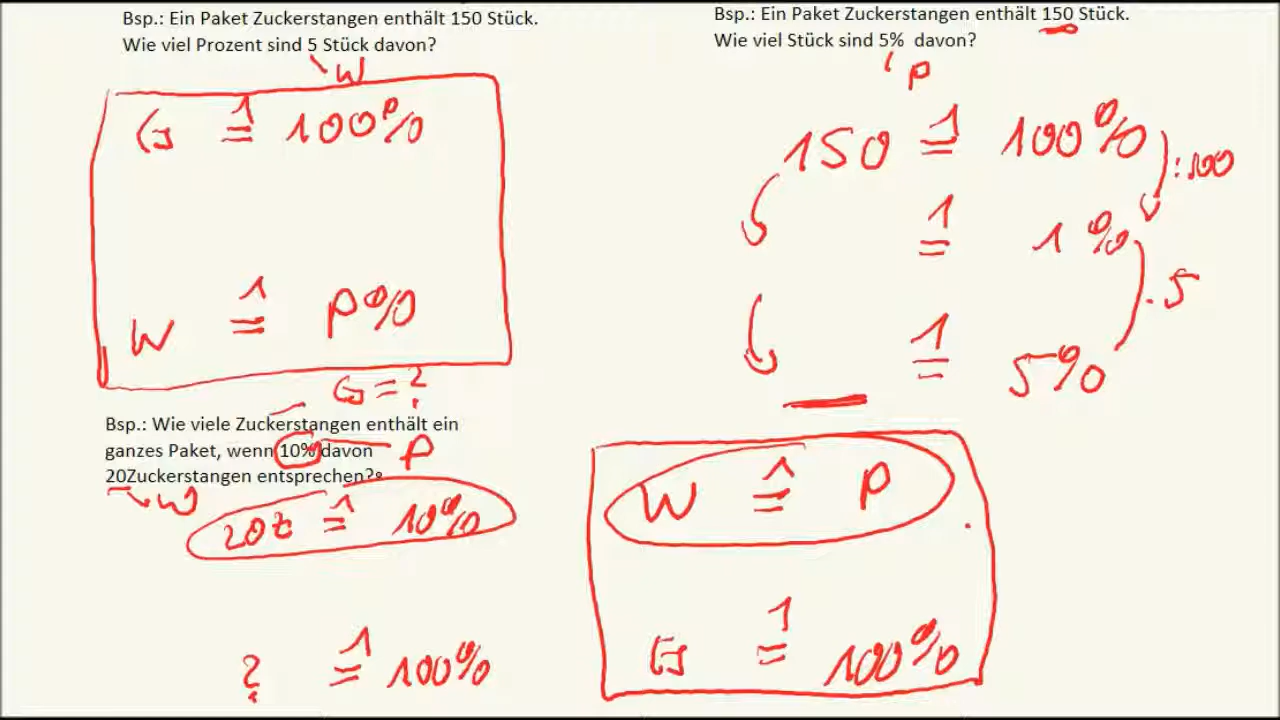 Bsp.: Ein Paket Zuckerstangen enthält 150 Stück.
Wie viel Prozent sind 5 Stück davon?
W
G ≙ 100%
p
W ≙ p%
G = ?
Bsp.: Wie viele Zuckerstangen enthält ein
ganzes Paket, wenn 10% davon
p
20Zuckerstangen entsprechen?
W
20Z ≙ 10%
? ≙ 100%
Bsp.: Ein Paket Zuckerstangen enthält 150 Stück.
Wie viel Stück sind 5%  davon?
p
150 ≙ 100%
:100
≙ 1%
· 5
≙ 5%
W ≙ p
G ≙ 100%